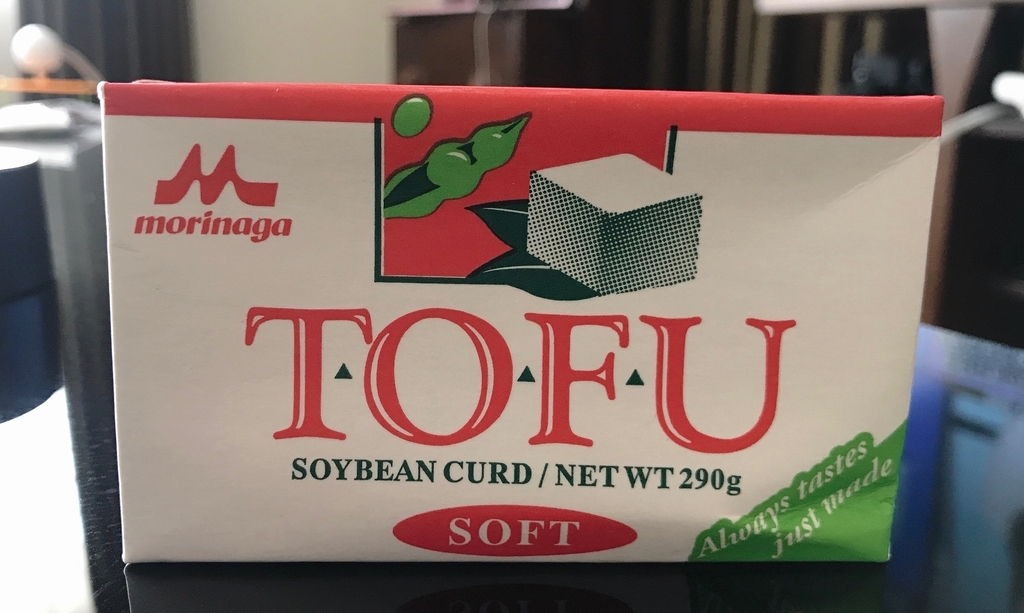 morinaga
T▲O▲F▲U
SOYBEAN CURD / NET WT 290g
SOFT
Always tastes
just made